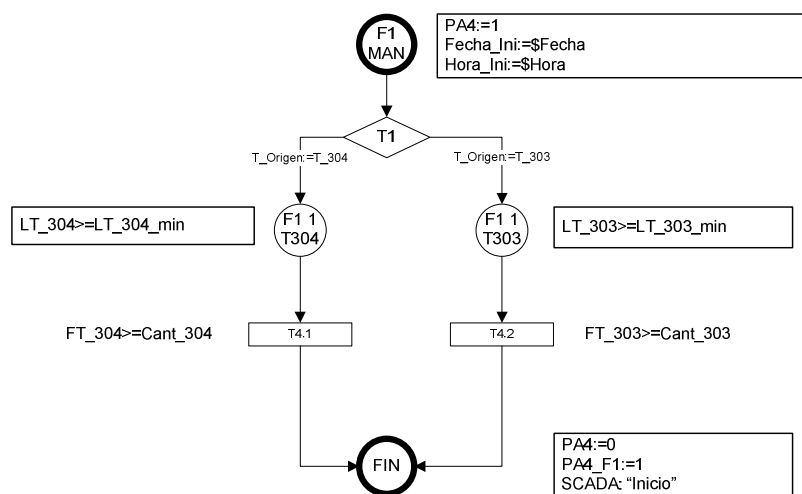 F1
MAN
PA4:=1
Fecha_Ini:=$Fecha
Hora_Ini:=$Hora
T1
T_Origen:=T_304
T_Origen:=T_303
LT_304>=LT_304_min
F1 1
T304
F1 1
T303
LT_303>=LT_303_min
FT_304>=Cant_304
T4.1
T4.2
FT_303>=Cant_303
FIN
PA4:=0
PA4_F1:=1
SCADA: “Inicio”